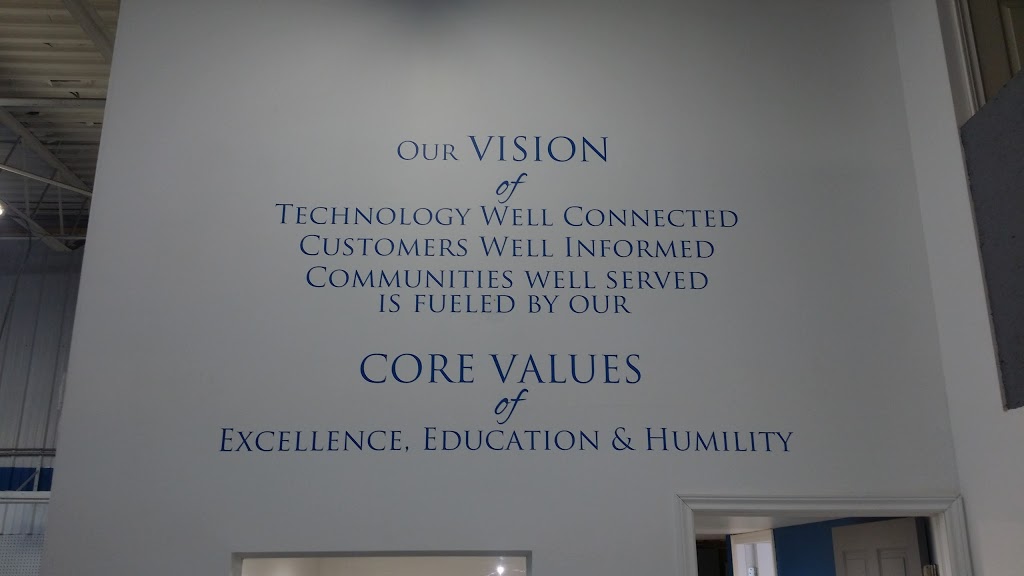 OUR VISION
of
TECHNOLOGY WELL CONNECTED
CUSTOMERS WELL INFORMED
COMMUNITIES WELL SERVED
IS FUELED BY OUR
CORE VALUES
of
EXCELLENCE, EDUCATION & HUMILITY